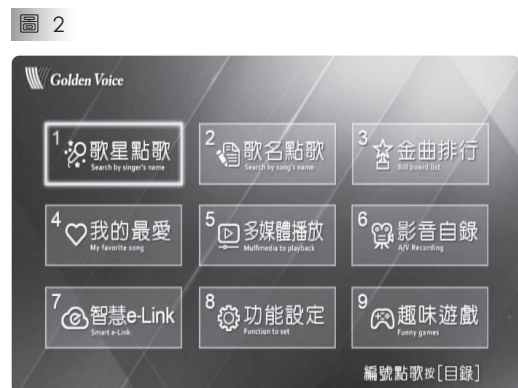 圖 2
Golden Voice
1 歌星點歌
Search by singer's name
2 歌名點歌
Search by song's name
3 金曲排行
Bill board list
4 我的最愛
My favorite song
5 多媒體播放
Multimedia to playback
6 影音自錄
A/V Recording
7 智慧e-Link
Smart e-Link
8 功能設定
Function to set
9 趣味遊戲
Funny games
編號點歌按[目錄]